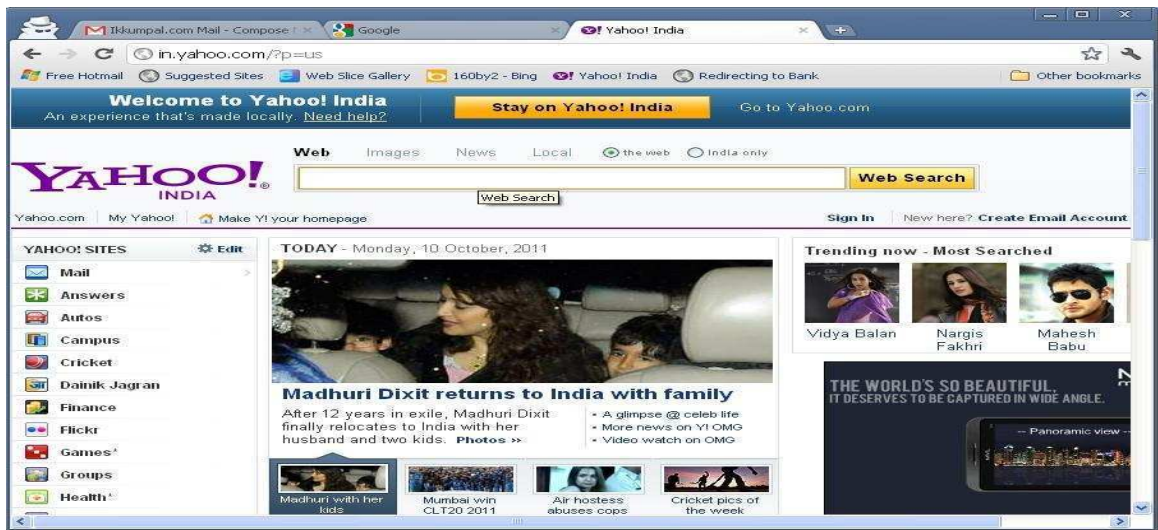 Ikkumpal.com Mail - Compose
Google
Yahoo! India
in.yahoo.com/?p=us
Free Hotmail Suggested Sites Web Slice Gallery 160by2 - Bing Yahoo! India Redirecting to Bank Other bookmarks
Welcome to Yahoo! India
An experience that's made locally. Need help?
Stay on Yahoo! India
Go to Yahoo.com
Web Images News Local the web India only
YAHOO!
INDIA
Web Search
Web Search
Yahoo.com My Yahoo! Make Y! your homepage
Sign In New here? Create Email Account
YAHOO! SITES Edit
Mail
Answers
Autos
Campus
Cricket
Dainik Jagran
Finance
Flickr
Games*
Groups
Health*
TODAY - Monday, 10 October, 2011
Madhuri Dixit returns to India with family
After 12 years in exile, Madhuri Dixit
finally relocates to India with her
husband and two kids. Photos »
- A glimpse @ celeb life
- More news on Y! OMG
- Video watch on OMG
Madhuri with her
kids
Mumbai win
CLT20 2011
Air hostess
abuses cops
Cricket pics of
the week
Trending now - Most Searched
Vidya Balan
Nargis
Fakhri
Mahesh
Babu
THE WORLD'S SO BEAUTIFUL,
IT DESERVES TO BE CAPTURED IN WIDE ANGLE.
-- Panoramic view --